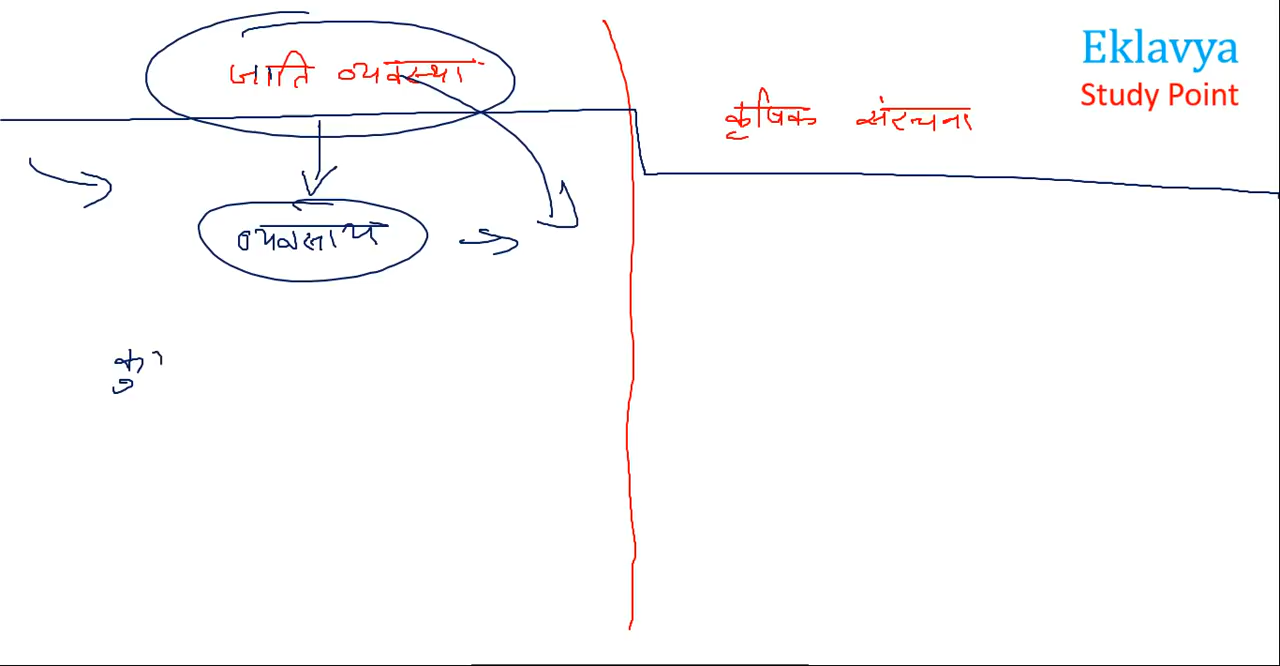 जाति व्यवस्था
व्यवसाय
कृषिक संरचना
Eklavya
Study Point